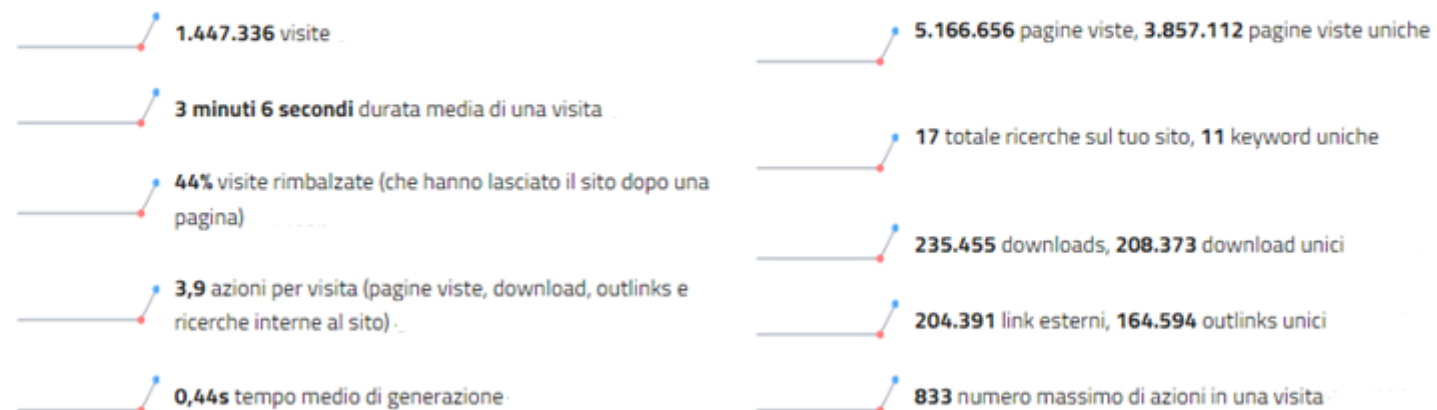 1.447.336 visite
3 minuti 6 secondi durata media di una visita
44% visite rimbalzate (che hanno lasciato il sito dopo una
pagina)
3,9 azioni per visita (pagine viste, download, outlinks e
ricerche interne al sito)
0,44s tempo medio di generazione
5.166.656 pagine viste, 3.857.112 pagine viste uniche
17 totale ricerche sul tuo sito, 11 keyword uniche
235.455 downloads, 208.373 download unici
204.391 link esterni, 164.594 outlinks unici
833 numero massimo di azioni in una visita